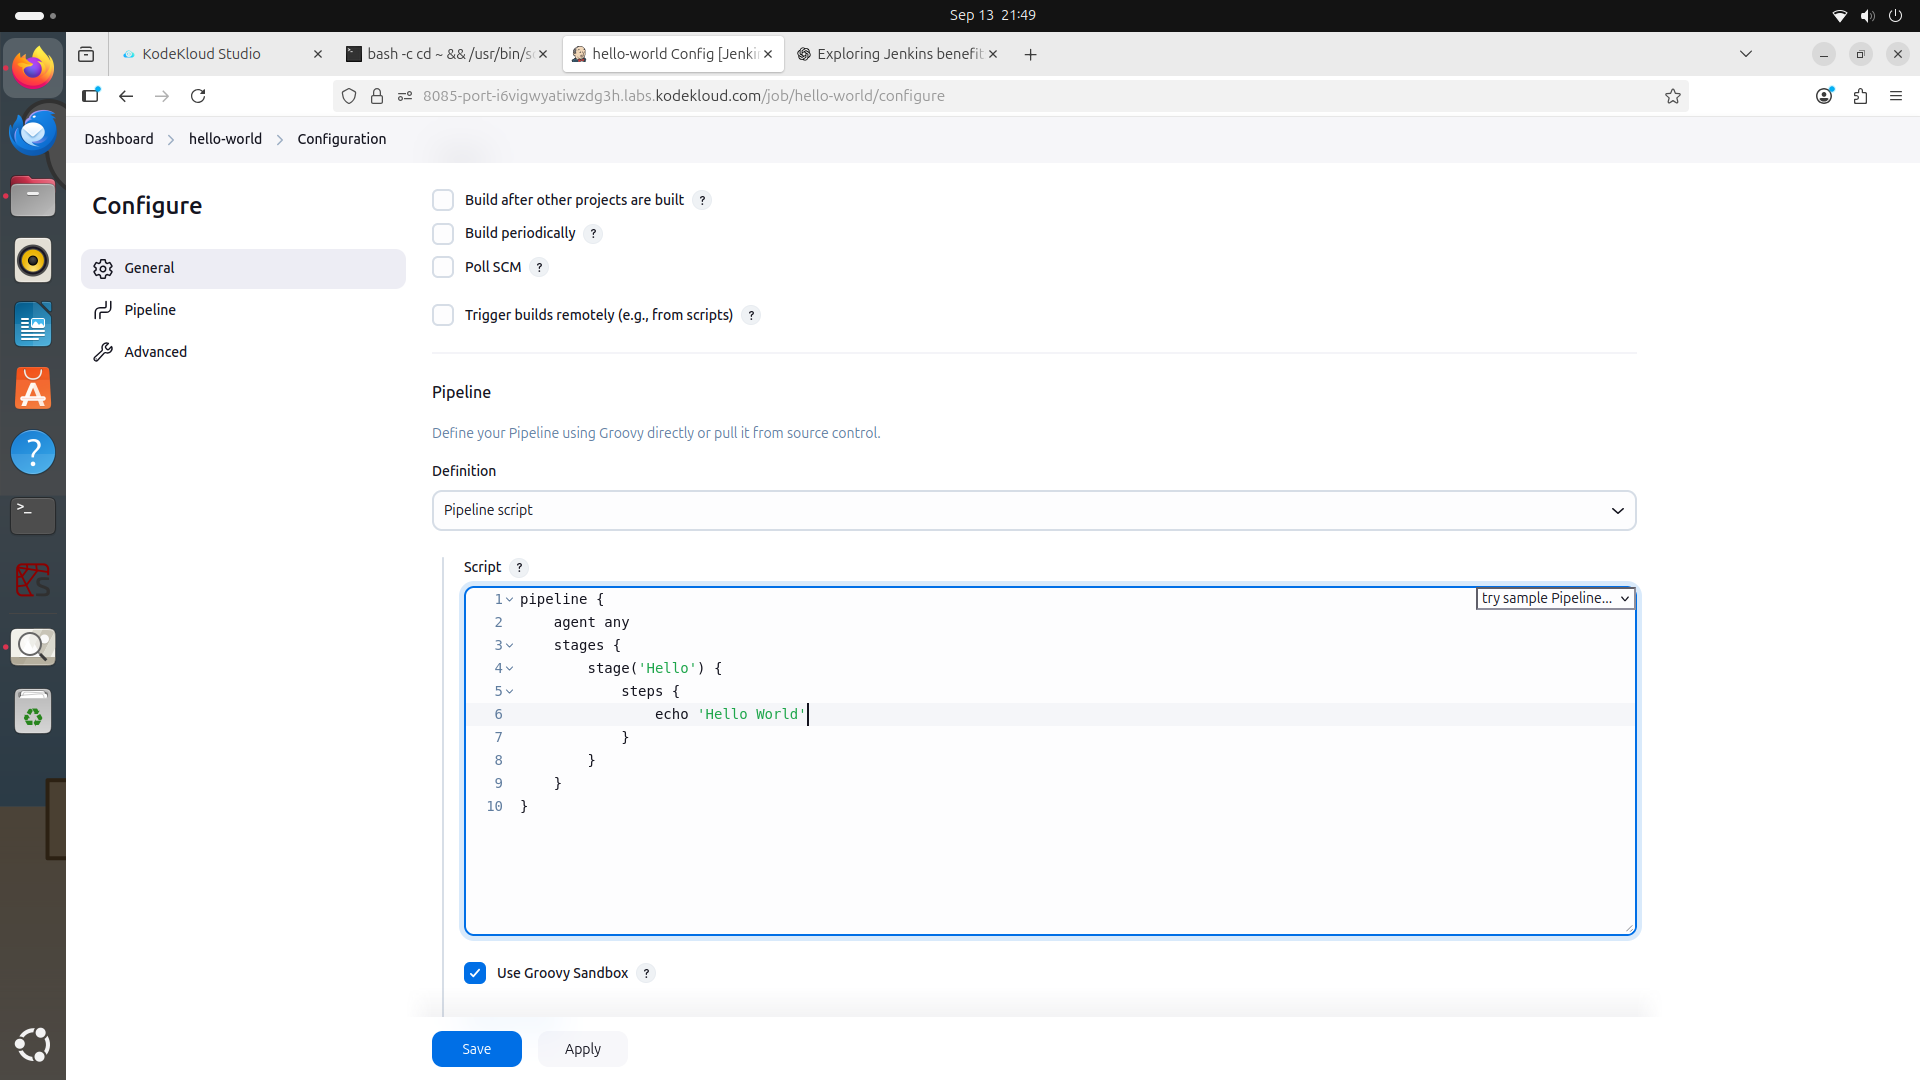 Sep 13 21:49
KodeKloud Studio
bash -c cd ~ && /usr/bin/s
hello-world Config [Jenki
Exploring Jenkins benefit
8085-port-i6vigwyatiwzdg3h.labs.kodekloud.com/job/hello-world/configure
Dashboard
hello-world
Configuration
Configure
General
Pipeline
Advanced
Build after other projects are built ?
Build periodically ?
Poll SCM ?
Trigger builds remotely (e.g., from scripts) ?
Pipeline
Define your Pipeline using Groovy directly or pull it from source control.
Definition
Pipeline script
Script ?
try sample Pipeline...
1 pipeline {
2     agent any
3     stages {
4         stage('Hello') {
5             steps {
6                 echo 'Hello World'
7             }
8         }
9     }
10 }
Use Groovy Sandbox ?
Save
Apply